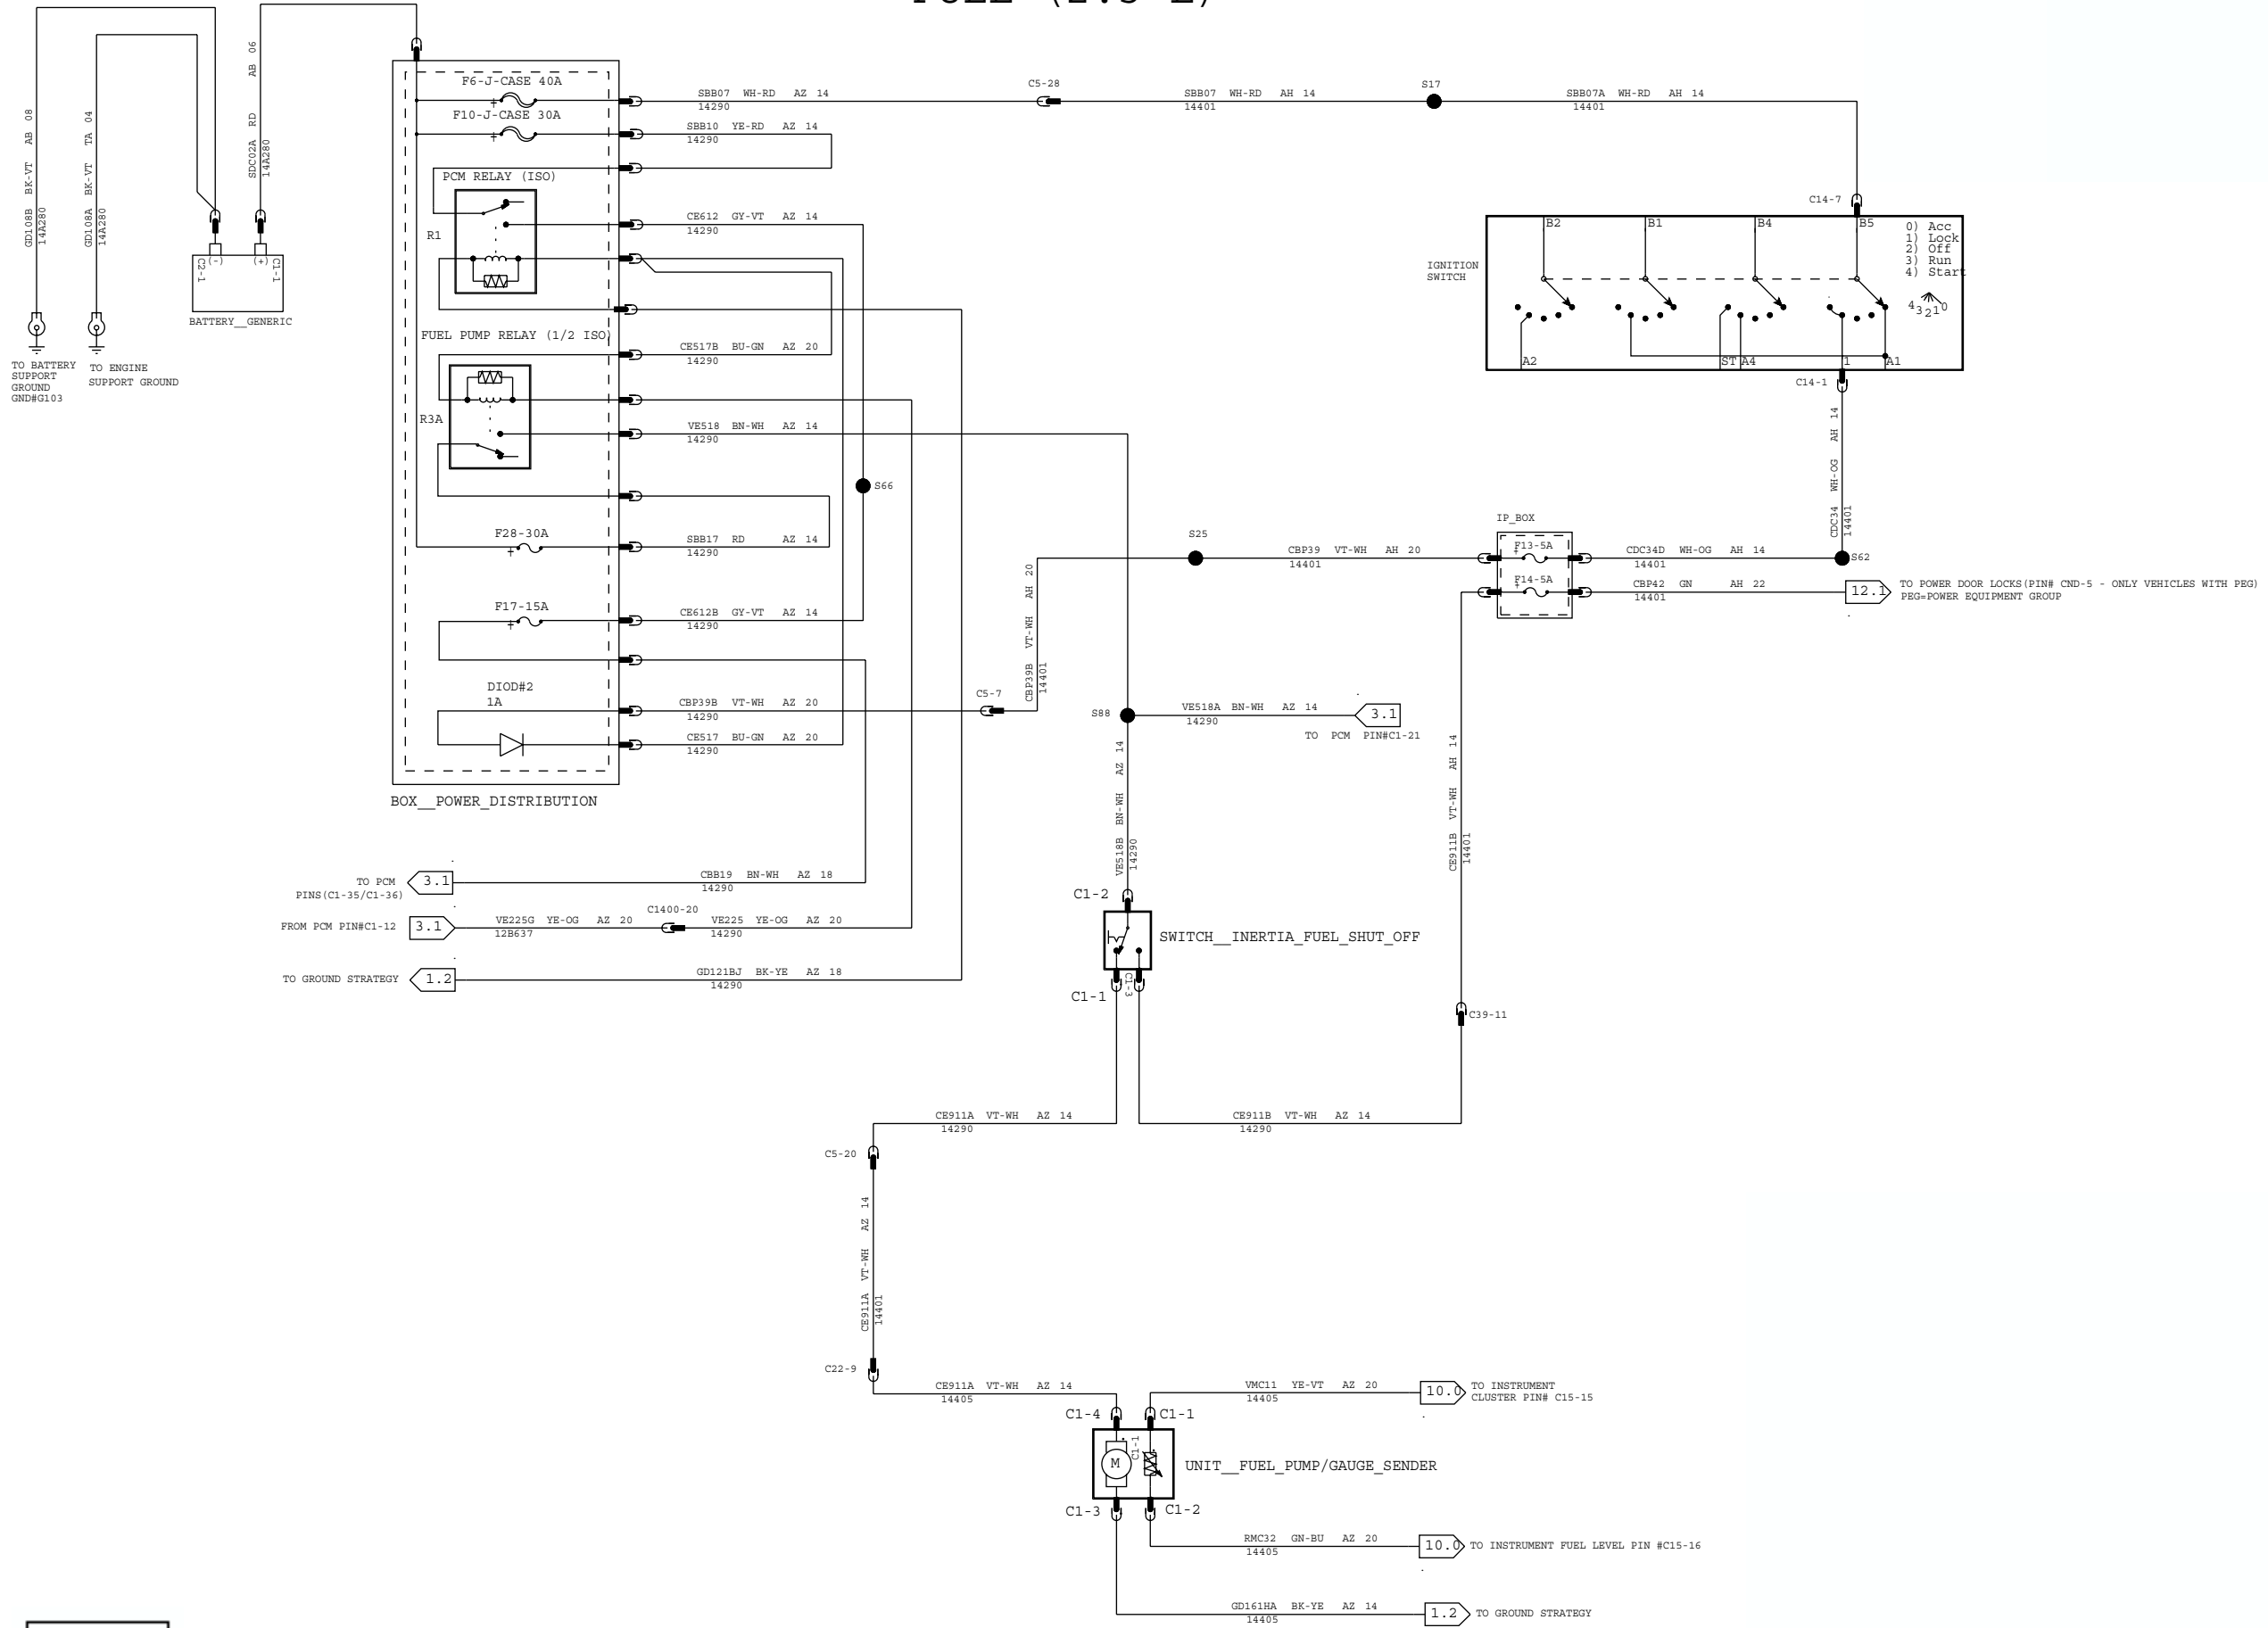 GD108B BK-VT AB 08
14A280
GD108A BK-VT TA 04
14A280
SDC02A RD AB 06
14A280
C2-1
(-)
(+)
C1-1
BATTERY__GENERIC
TO BATTERY
SUPPORT
GROUND
GND#G103
TO ENGINE
SUPPORT GROUND
F6-J-CASE 40A
F10-J-CASE 30A
PCM RELAY (ISO)
R1
FUEL PUMP RELAY (1/2 ISO)
R3A
F28-30A
F17-15A
DIOD#2
1A
BOX__POWER_DISTRIBUTION
SBB07 WH-RD AZ 14
14290
SBB10 YE-RD AZ 14
14290
CE612 GY-VT AZ 14
14290
CE517B BU-GN AZ 20
14290
VE518 BN-WH AZ 14
14290
S66
SBB17 RD AZ 14
14290
CE612B GY-VT AZ 14
14290
CBP39B VT-WH AZ 20
14290
CE517 BU-GN AZ 20
14290
C5-28
SBB07 WH-RD AH 14
14401
S17
SBB07A WH-RD AH 14
14401
C14-7
IGNITION
SWITCH
B2
B1
B4
B5
0) Acc
1) Lock
2) Off
3) Run
4) Start
4 3 2 1 0
A2
ST
A4
1
A1
C14-1
CDC34 WH-OG AH 14
14401
S62
IP_BOX
F13-5A
F14-5A
S25
CBP39 VT-WH AH 20
14401
CDC34D WH-OG AH 14
14401
CBP42 GN AH 22
14401
12.1
TO POWER DOOR LOCKS(PIN# CND-5 - ONLY VEHICLES WITH PEG)
PEG=POWER EQUIPMENT GROUP
CBP39B VT-WH AH 20
14401
C5-7
S88
VE518A BN-WH AZ 14
14290
3.1
TO PCM PIN#C1-21
VE518B BN-WH AZ 14
14290
CE911B VT-WH AH 14
14401
TO PCM
PINS(C1-35/C1-36)
3.1
CBB19 BN-WH AZ 18
14290
FROM PCM PIN#C1-12
3.1
VE225G YE-OG AZ 20
12B637
C1400-20
VE225 YE-OG AZ 20
14290
TO GROUND STRATEGY
1.2
GD121BJ BK-YE AZ 18
14290
C1-2
SWITCH__INERTIA_FUEL_SHUT_OFF
C1-1
C1-3
C39-11
CE911A VT-WH AZ 14
14290
CE911B VT-WH AZ 14
14290
C5-20
CE911A VT-WH AZ 14
14401
C22-9
CE911A VT-WH AZ 14
14405
VMC11 YE-VT AZ 20
14405
10.0
TO INSTRUMENT
CLUSTER PIN# C15-15
C1-4
C1-1
C1-1
M
UNIT__FUEL_PUMP/GAUGE_SENDER
C1-3
C1-2
RMC32 GN-BU AZ 20
14405
10.0
TO INSTRUMENT FUEL LEVEL PIN #C15-16
GD161HA BK-YE AZ 14
14405
1.2
TO GROUND STRATEGY